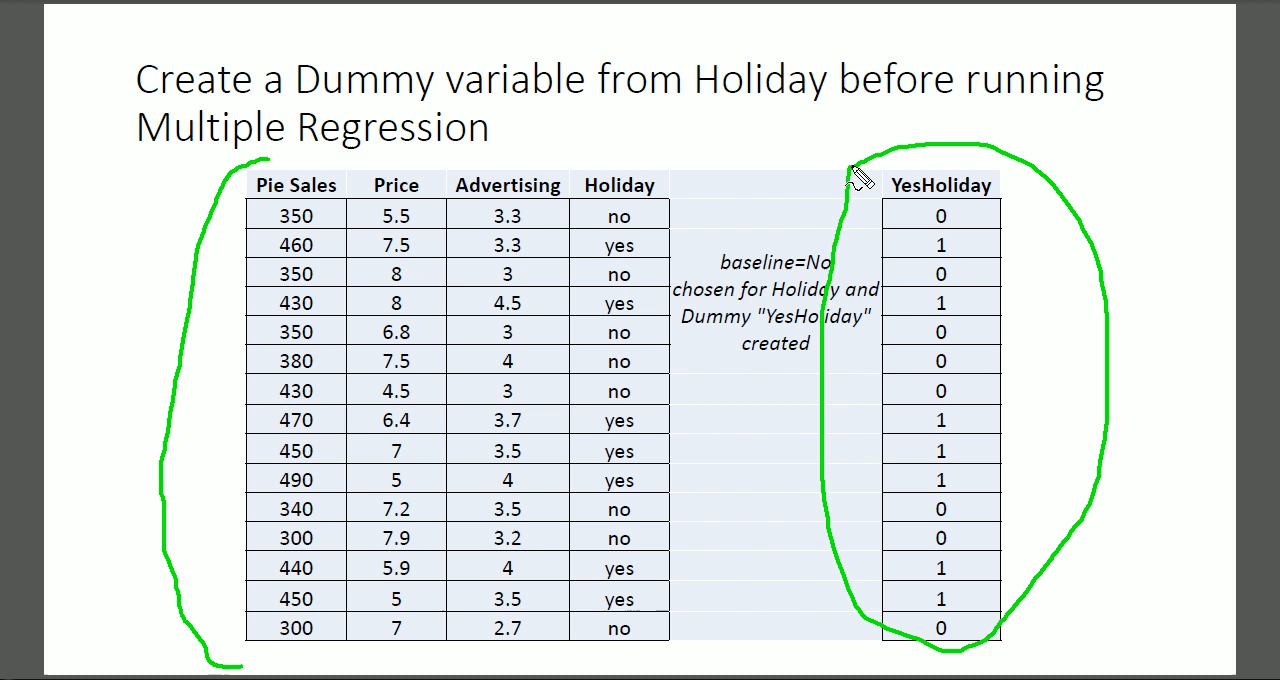 Create a Dummy variable from Holiday before running
Multiple Regression
Pie Sales Price Advertising Holiday YesHoliday
350 5.5 3.3 no 0
460 7.5 3.3 yes 1
baseline=No
350 8 3 no 0
chosen for Holiday and
430 8 4.5 yes 1
Dummy "YesHoliday"
350 6.8 3 no 0
created
380 7.5 4 no 0
430 4.5 3 no 0
470 6.4 3.7 yes 1
450 7 3.5 yes 1
490 5 4 yes 1
340 7.2 3.5 no 0
300 7.9 3.2 no 0
440 5.9 4 yes 1
450 5 3.5 yes 1
300 7 2.7 no 0